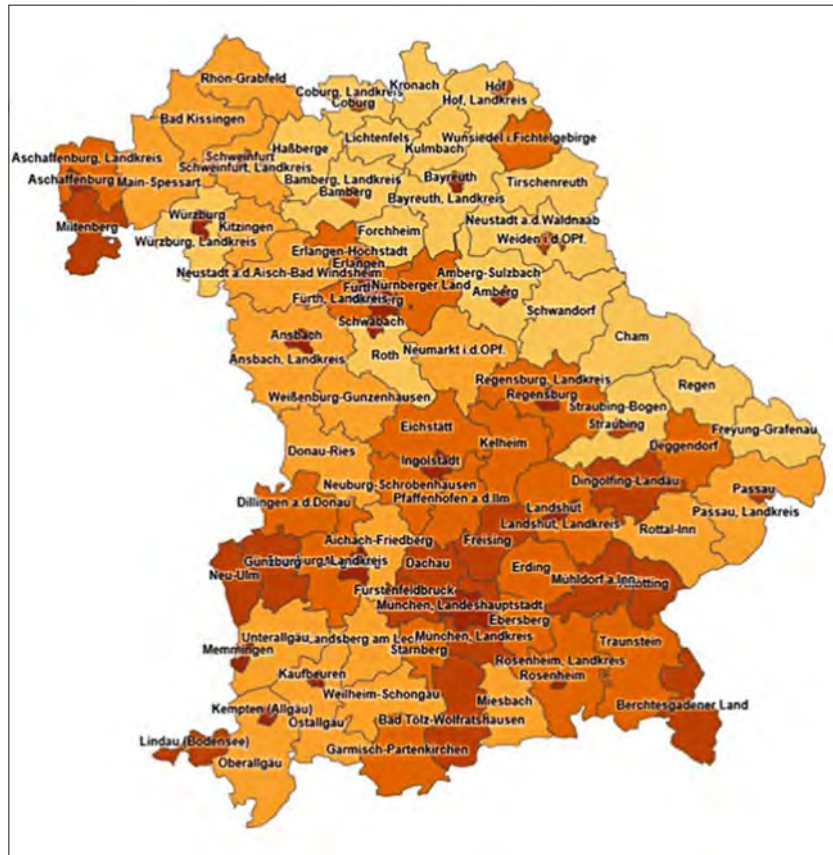 Rhön-Grabfeld
Coburg, Landkreis
Coburg
Kronach
Hof
Hof, Landkreis
Bad Kissingen
Lichtenfels
Kulmbach
Wunsiedel i.Fichtelgebirge
Haßberge
Aschaffenburg, Landkreis
Schweinfurt
Schweinfurt, Landkreis
Aschaffenburg
Main-Spessart
Bamberg, Landkreis
Bamberg
Bayreuth
Bayreuth, Landkreis
Tirschenreuth
Miltenberg
Würzburg
Würzburg, Landkreis
Kitzingen
Forchheim
Neustadt a.d.Waldnaab
Weiden i.d.OPf.
Erlangen-Höchstadt
Erlangen
Neustadt a.d.Aisch-Bad Windsheim
Nürnberger Land
Amberg-Sulzbach
Amberg
Fürth, Landkreis
Schwabach
Schwandorf
Ansbach
Ansbach, Landkreis
Roth
Neumarkt i.d.OPf.
Cham
Regensburg, Landkreis
Regensburg
Regen
Weißenburg-Gunzenhausen
Straubing-Bogen
Straubing
Freyung-Grafenau
Eichstätt
Kelheim
Deggendorf
Donau-Ries
Ingolstadt
Neuburg-Schrobenhausen
Pfaffenhofen a.d.Ilm
Dingolfing-Landau
Passau
Passau, Landkreis
Dillingen a.d.Donau
Landshut
Landshut, Landkreis
Rottal-Inn
Aichach-Friedberg
Freising
Günzburg
Landkreis
Neu-Ulm
Dachau
Erding
Mühldorf a.Inn
Fürstenfeldbruck
München, Landeshauptstadt
Ebersberg
Unterallgäu
München, Landkreis
Starnberg
Traunstein
Memmingen
Kaufbeuren
Rosenheim, Landkreis
Rosenheim
Weilheim-Schongau
Miesbach
Berchtesgadener Land
Kempten (Allgäu)
Ostallgäu
Bad Tölz-Wolfratshausen
Lindau (Bodensee)
Oberallgäu
Garmisch-Partenkirchen